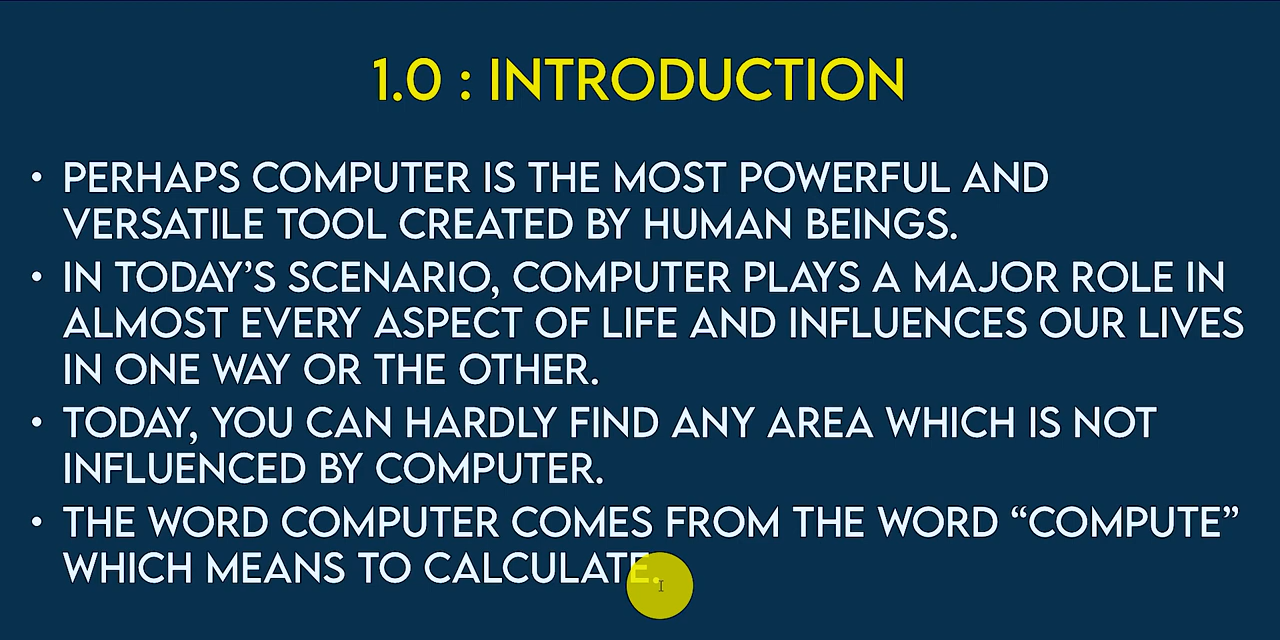 1.0 : INTRODUCTION
• PERHAPS COMPUTER IS THE MOST POWERFUL AND
VERSATILE TOOL CREATED BY HUMAN BEINGS.
• IN TODAY’S SCENARIO, COMPUTER PLAYS A MAJOR ROLE IN
ALMOST EVERY ASPECT OF LIFE AND INFLUENCES OUR LIVES
IN ONE WAY OR THE OTHER.
• TODAY, YOU CAN HARDLY FIND ANY AREA WHICH IS NOT
INFLUENCED BY COMPUTER.
• THE WORD COMPUTER COMES FROM THE WORD “COMPUTE”
WHICH MEANS TO CALCULATE.